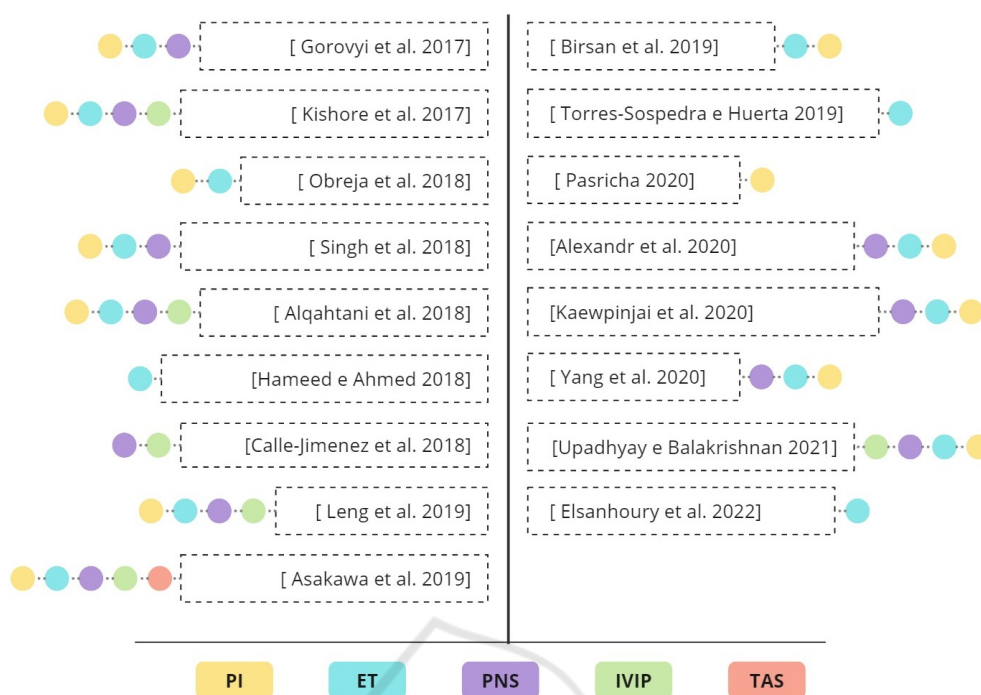 [ Gorovyi et al. 2017]
[ Kishore et al. 2017]
[ Obreja et al. 2018]
[ Singh et al. 2018]
[ Alqahtani et al. 2018]
[Hameed e Ahmed 2018]
[Calle-Jimenez et al. 2018]
[ Leng et al. 2019]
[ Asakawa et al. 2019]
[ Birsan et al. 2019]
[ Torres-Sospedra e Huerta 2019]
[ Pasricha 2020]
[Alexandr et al. 2020]
[Kaewpinjai et al. 2020]
[ Yang et al. 2020]
[Upadhyay e Balakrishnan 2021]
[ Elsanhoury et al. 2022]
PI ET PNS IVIP TAS